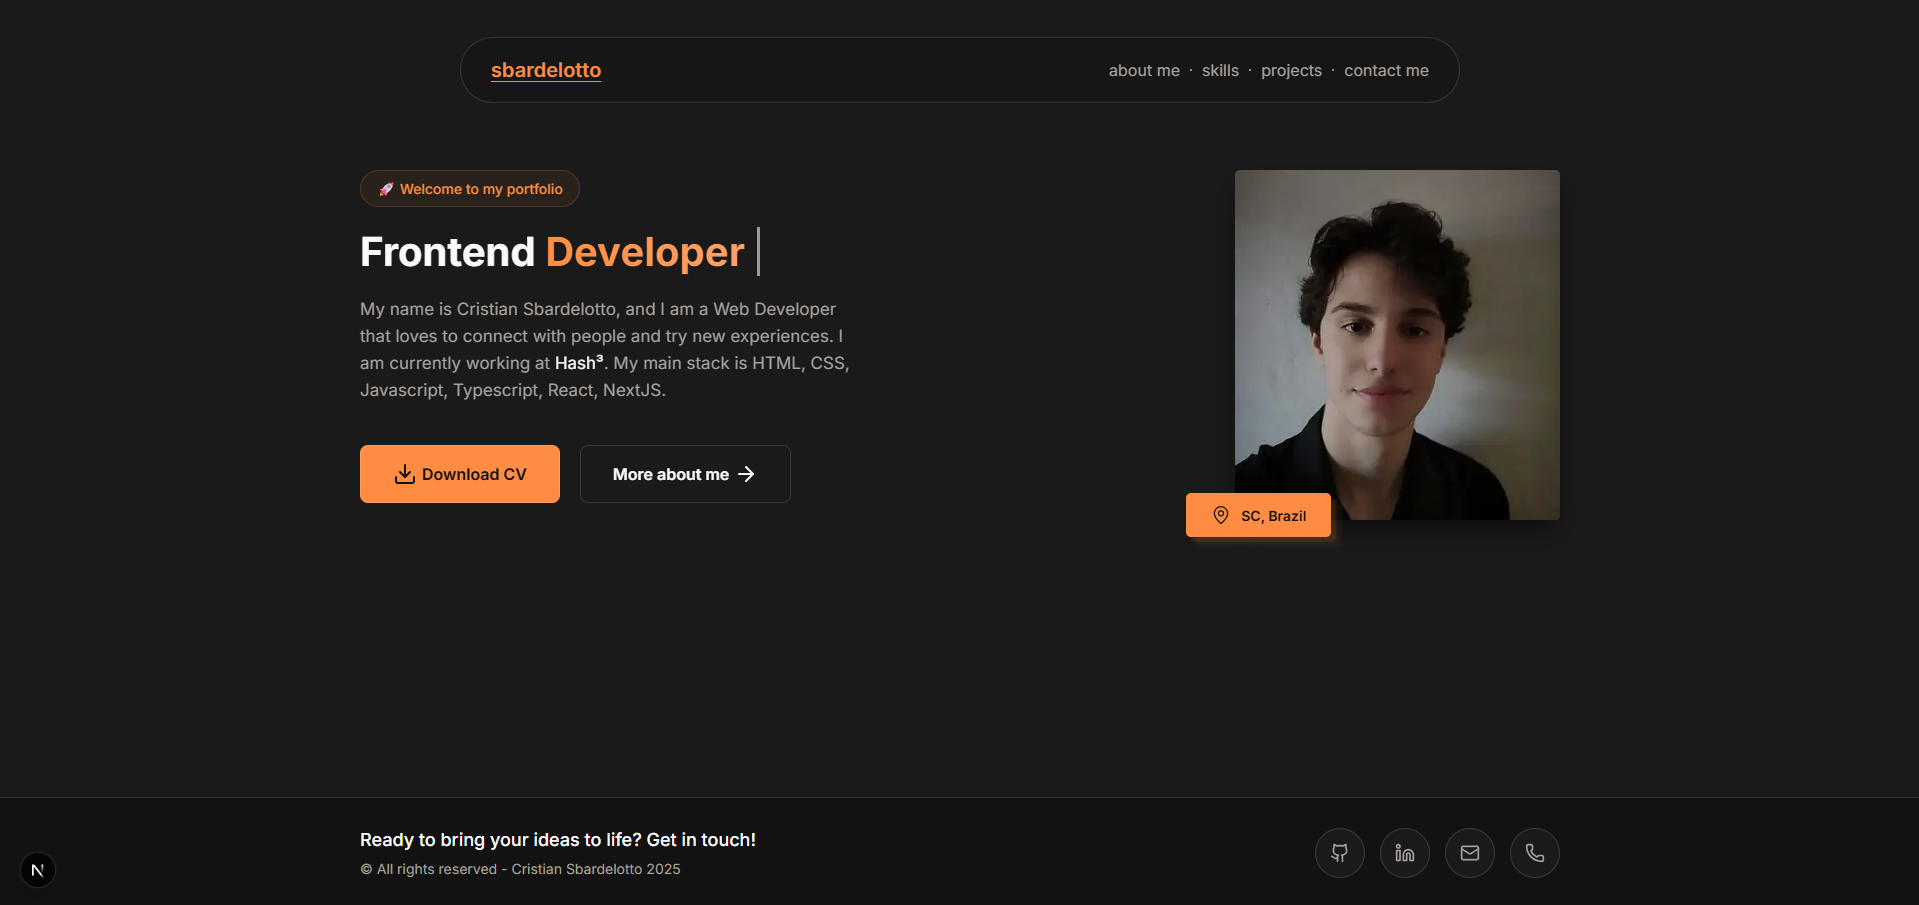 sbardelotto
about me · skills · projects · contact me
🚀 Welcome to my portfolio
Frontend Developer
My name is Cristian Sbardelotto, and I am a Web Developer
that loves to connect with people and try new experiences. I
am currently working at Hash³. My main stack is HTML, CSS,
Javascript, Typescript, React, NextJS.
Download CV
More about me
SC, Brazil
Ready to bring your ideas to life? Get in touch!
© All rights reserved - Cristian Sbardelotto 2025
N